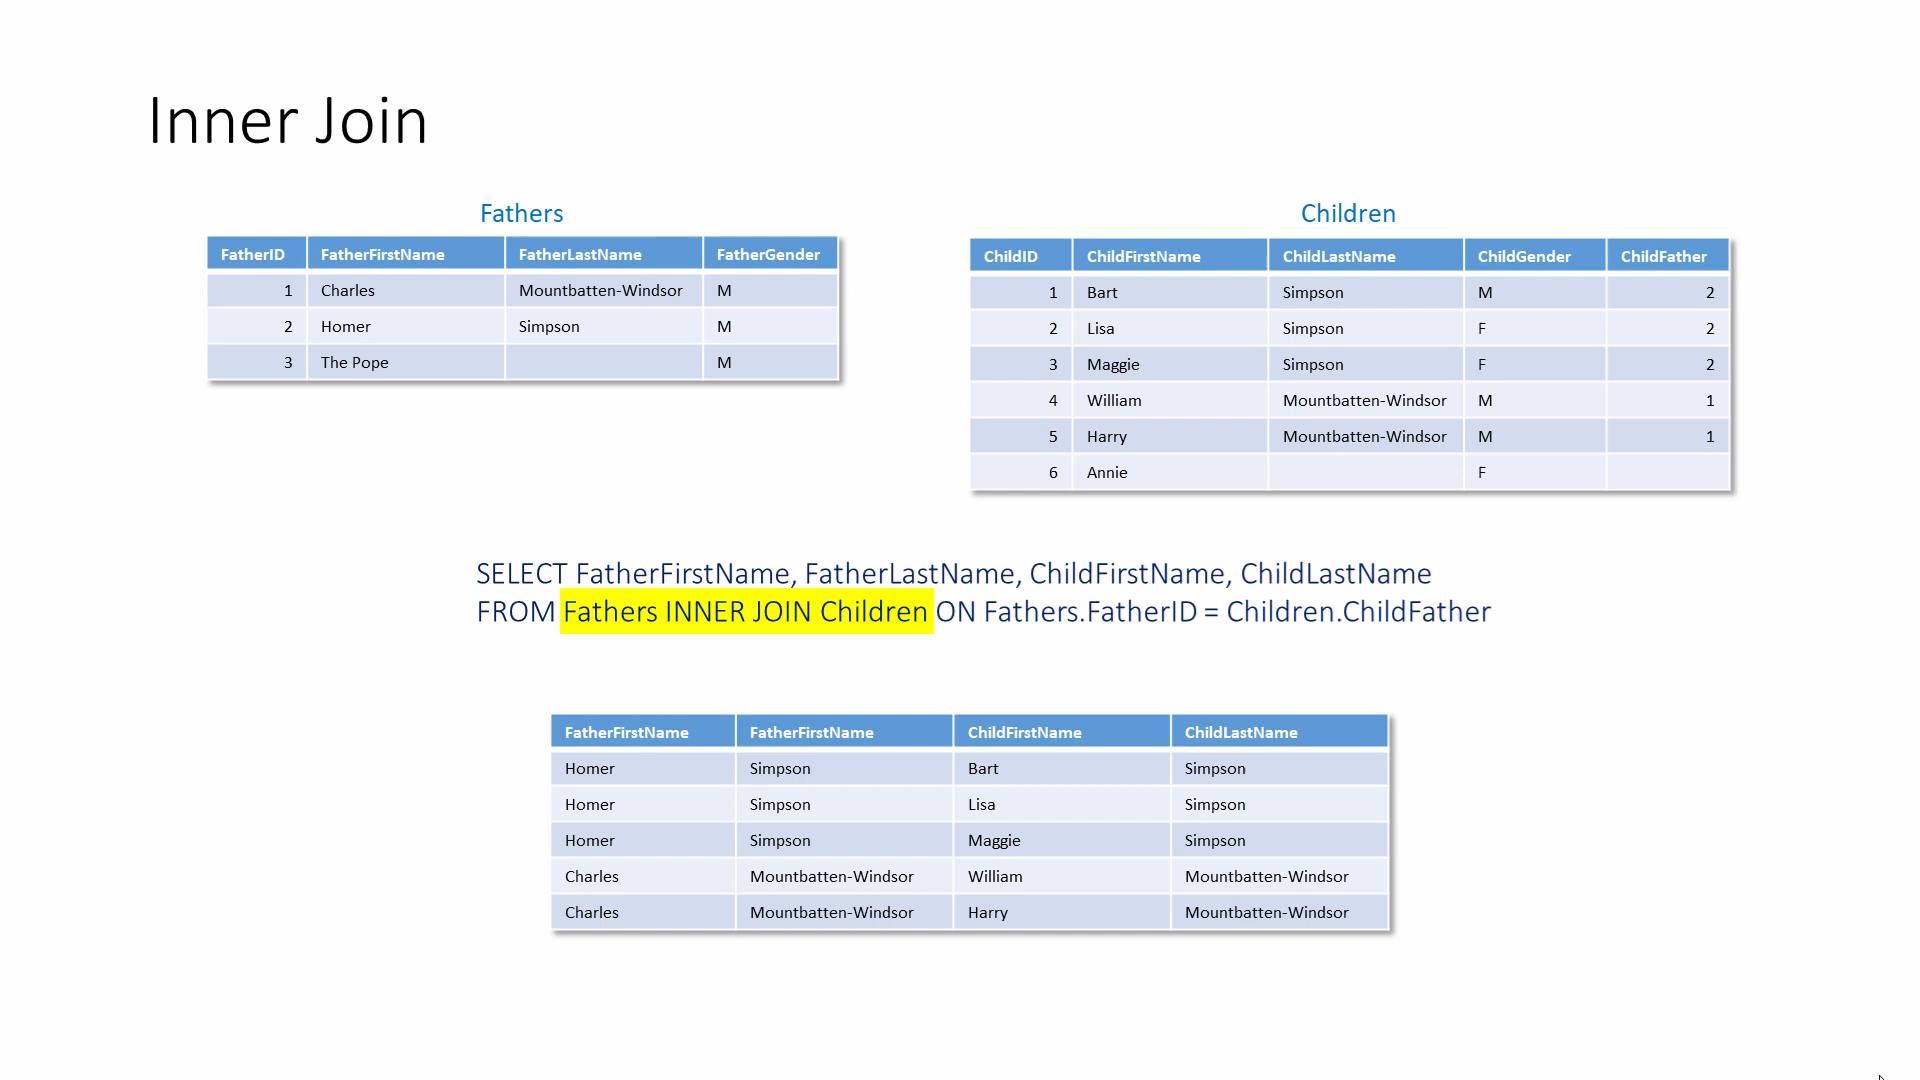 Inner Join
Fathers
FatherID FatherFirstName FatherLastName FatherGender
1 Charles Mountbatten-Windsor M
2 Homer Simpson M
3 The Pope M
Children
ChildID ChildFirstName ChildLastName ChildGender ChildFather
1 Bart Simpson M 2
2 Lisa Simpson F 2
3 Maggie Simpson F 2
4 William Mountbatten-Windsor M 1
5 Harry Mountbatten-Windsor M 1
6 Annie F
SELECT FatherFirstName, FatherLastName, ChildFirstName, ChildLastName
FROM Fathers INNER JOIN Children ON Fathers.FatherID = Children.ChildFather
FatherFirstName FatherFirstName ChildFirstName ChildLastName
Homer Simpson Bart Simpson
Homer Simpson Lisa Simpson
Homer Simpson Maggie Simpson
Charles Mountbatten-Windsor William Mountbatten-Windsor
Charles Mountbatten-Windsor Harry Mountbatten-Windsor